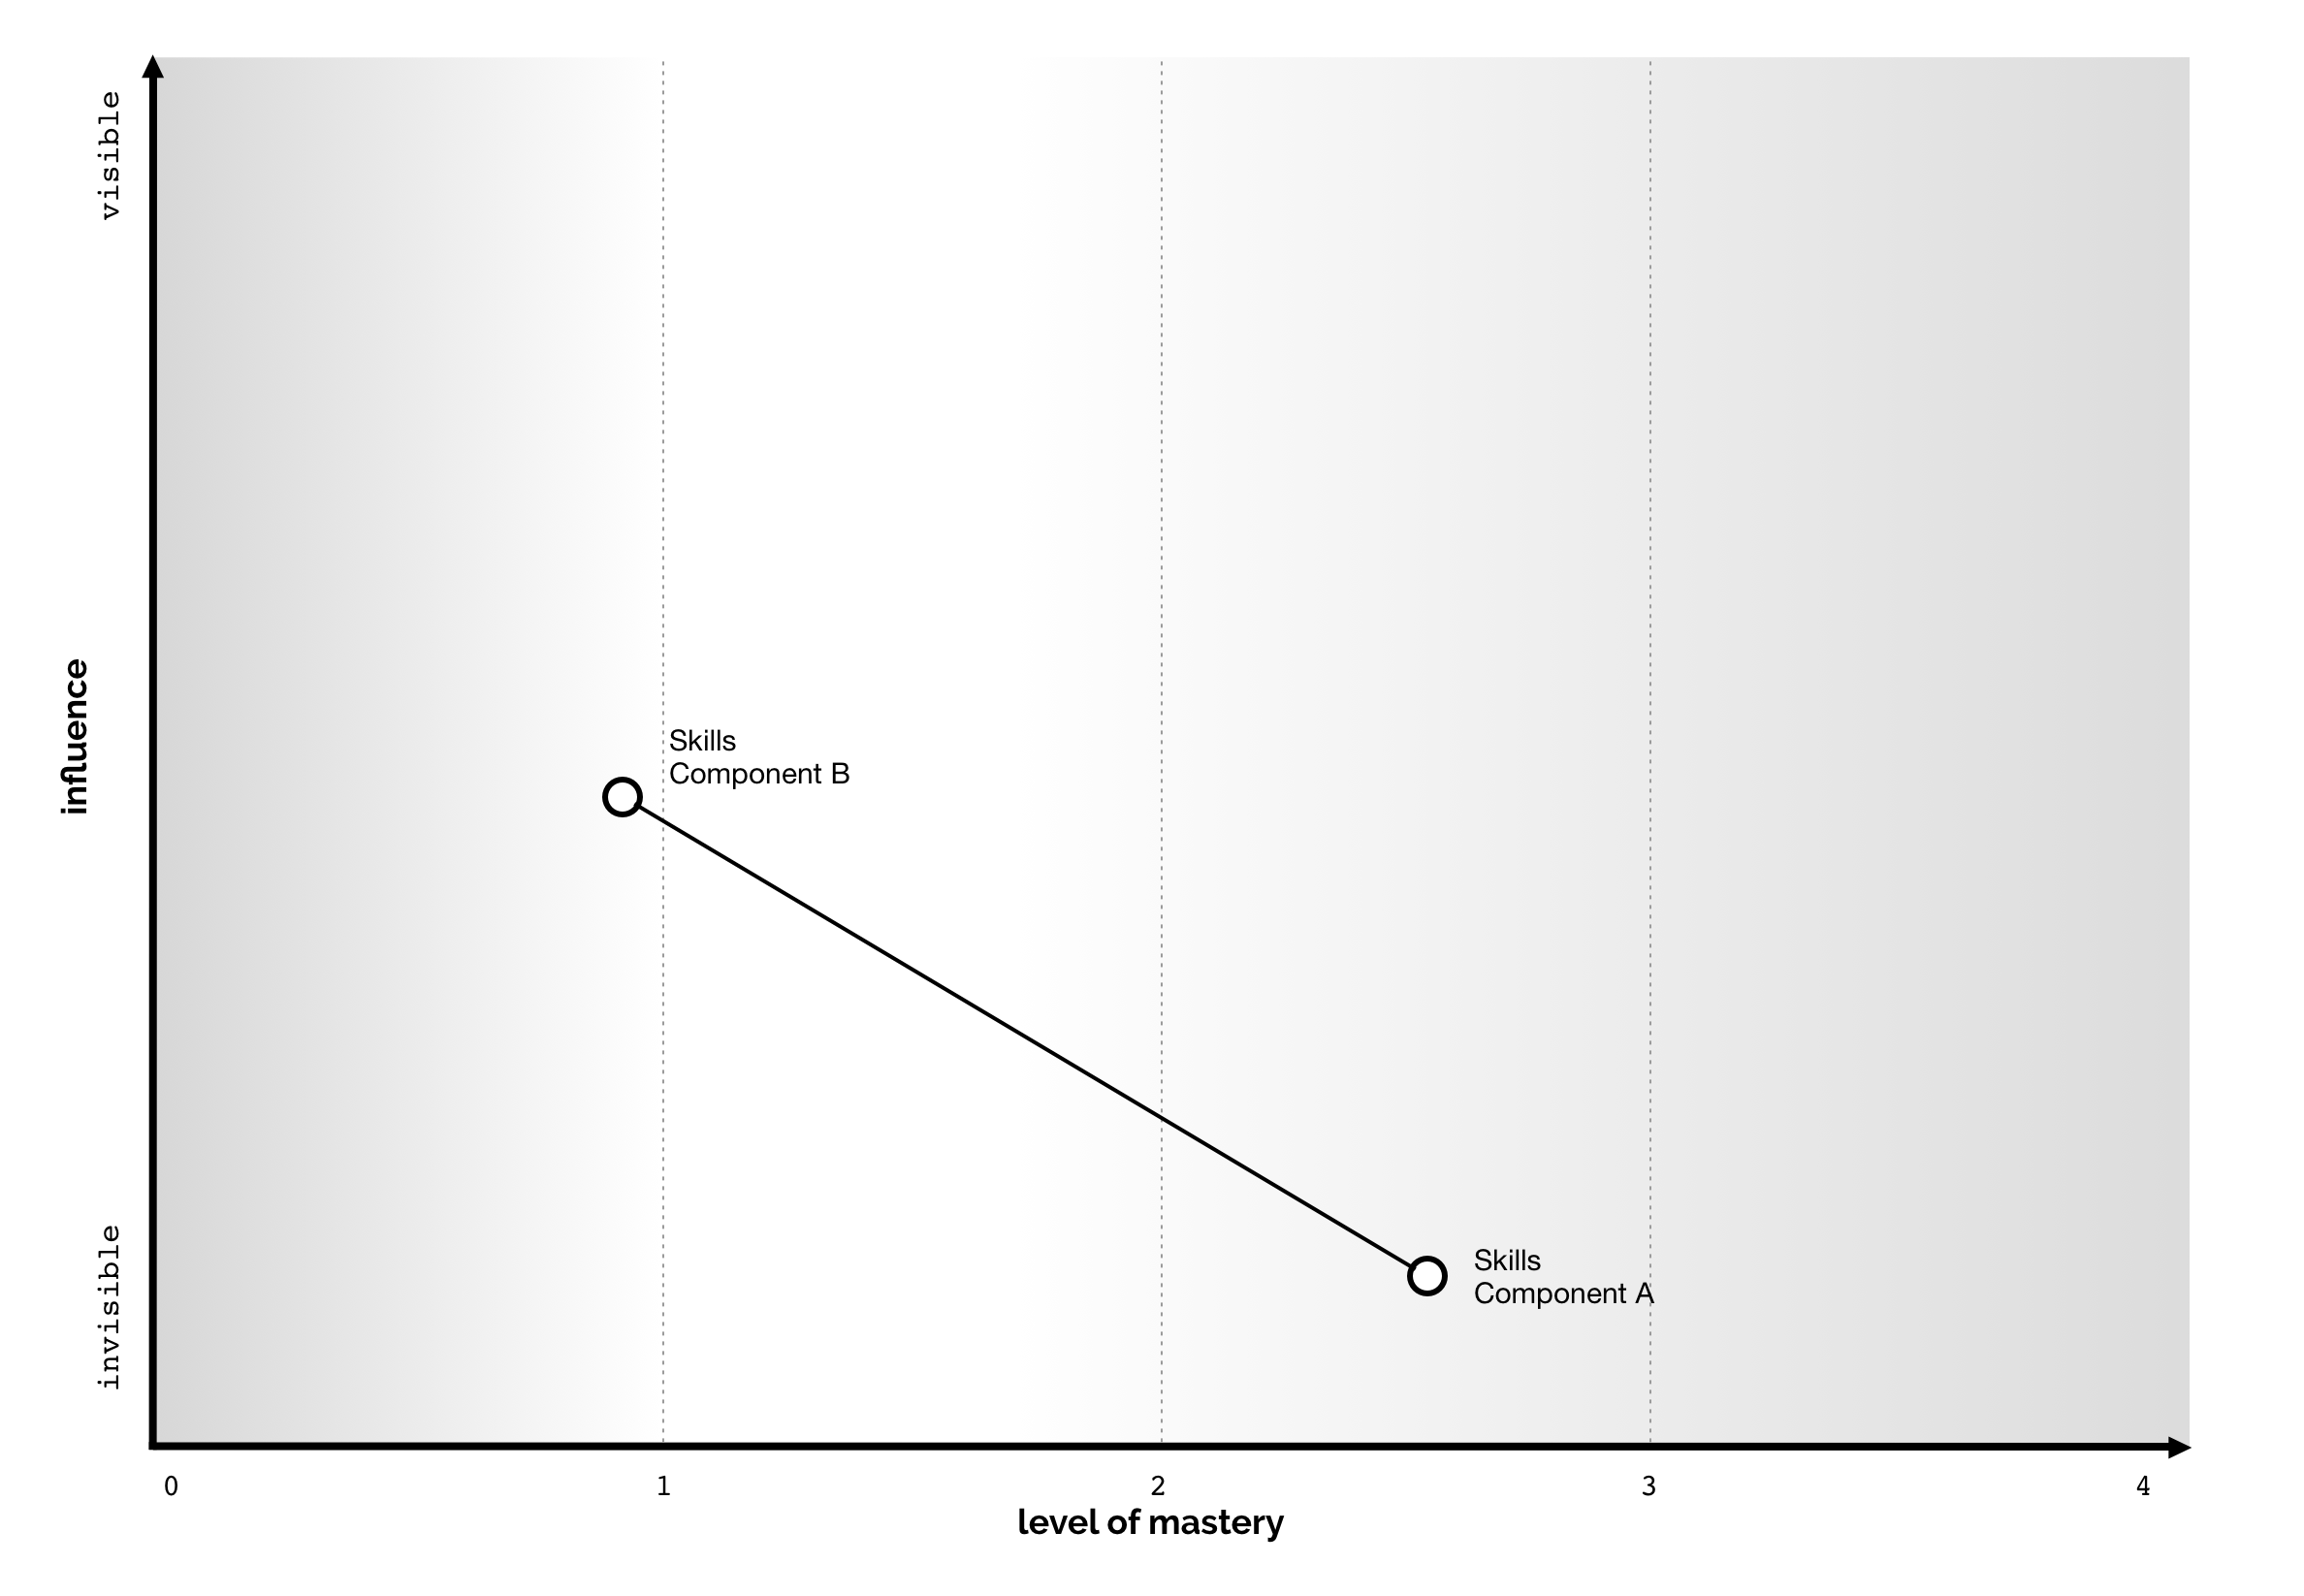 visible
influence
Skills
Component B
Skills
Component A
invisible
0 1 2 3 4
level of mastery